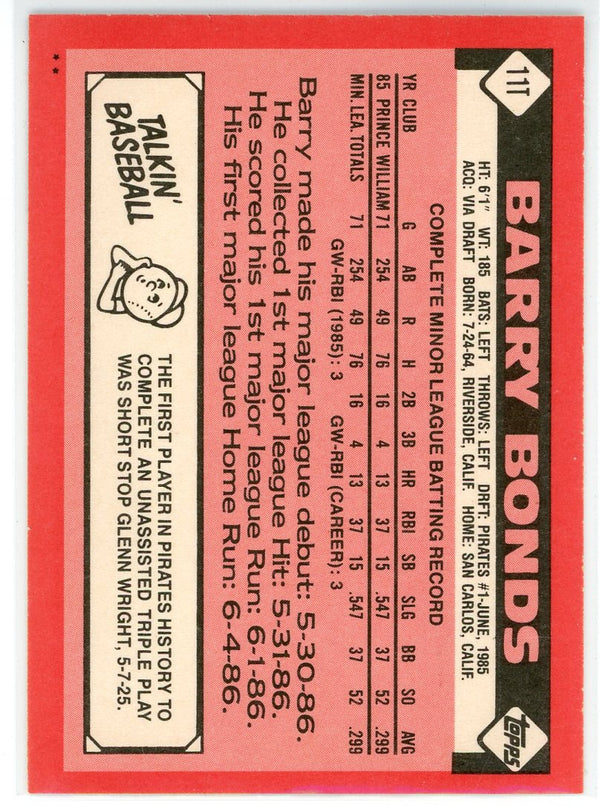 11T
BARRY BONDS
topps
HT: 6'1" WT: 185 BATS: LEFT THROWS: LEFT DRFT: PIRATES #1-JUNE, 1985
ACQ: VIA DRAFT BORN: 7-24-64, RIVERSIDE, CALIF. HOME: SAN CARLOS, CALIF.
COMPLETE MINOR LEAGUE BATTING RECORD
YR CLUB G AB R H 2B 3B HR RBI SB SLG BB SO AVG
85 PRINCE WILLIAM 71 254 49 76 16 4 13 37 15 .547 37 52 .299
MIN. LEA. TOTALS 71 254 49 76 16 4 13 37 15 .547 37 52 .299
GW-RBI (1985): 3 GW-RBI (CAREER): 3
Barry made his major league debut: 5-30-86.
He collected 1st major league Hit: 5-31-86.
He scored his 1st major league Run: 6-1-86.
His first major league Home Run: 6-4-86.
TALKIN'
BASEBALL
THE FIRST PLAYER IN PIRATES HISTORY TO
COMPLETE AN UNASSISTED TRIPLE PLAY
WAS SHORT STOP GLENN WRIGHT, 5-7-25.
**